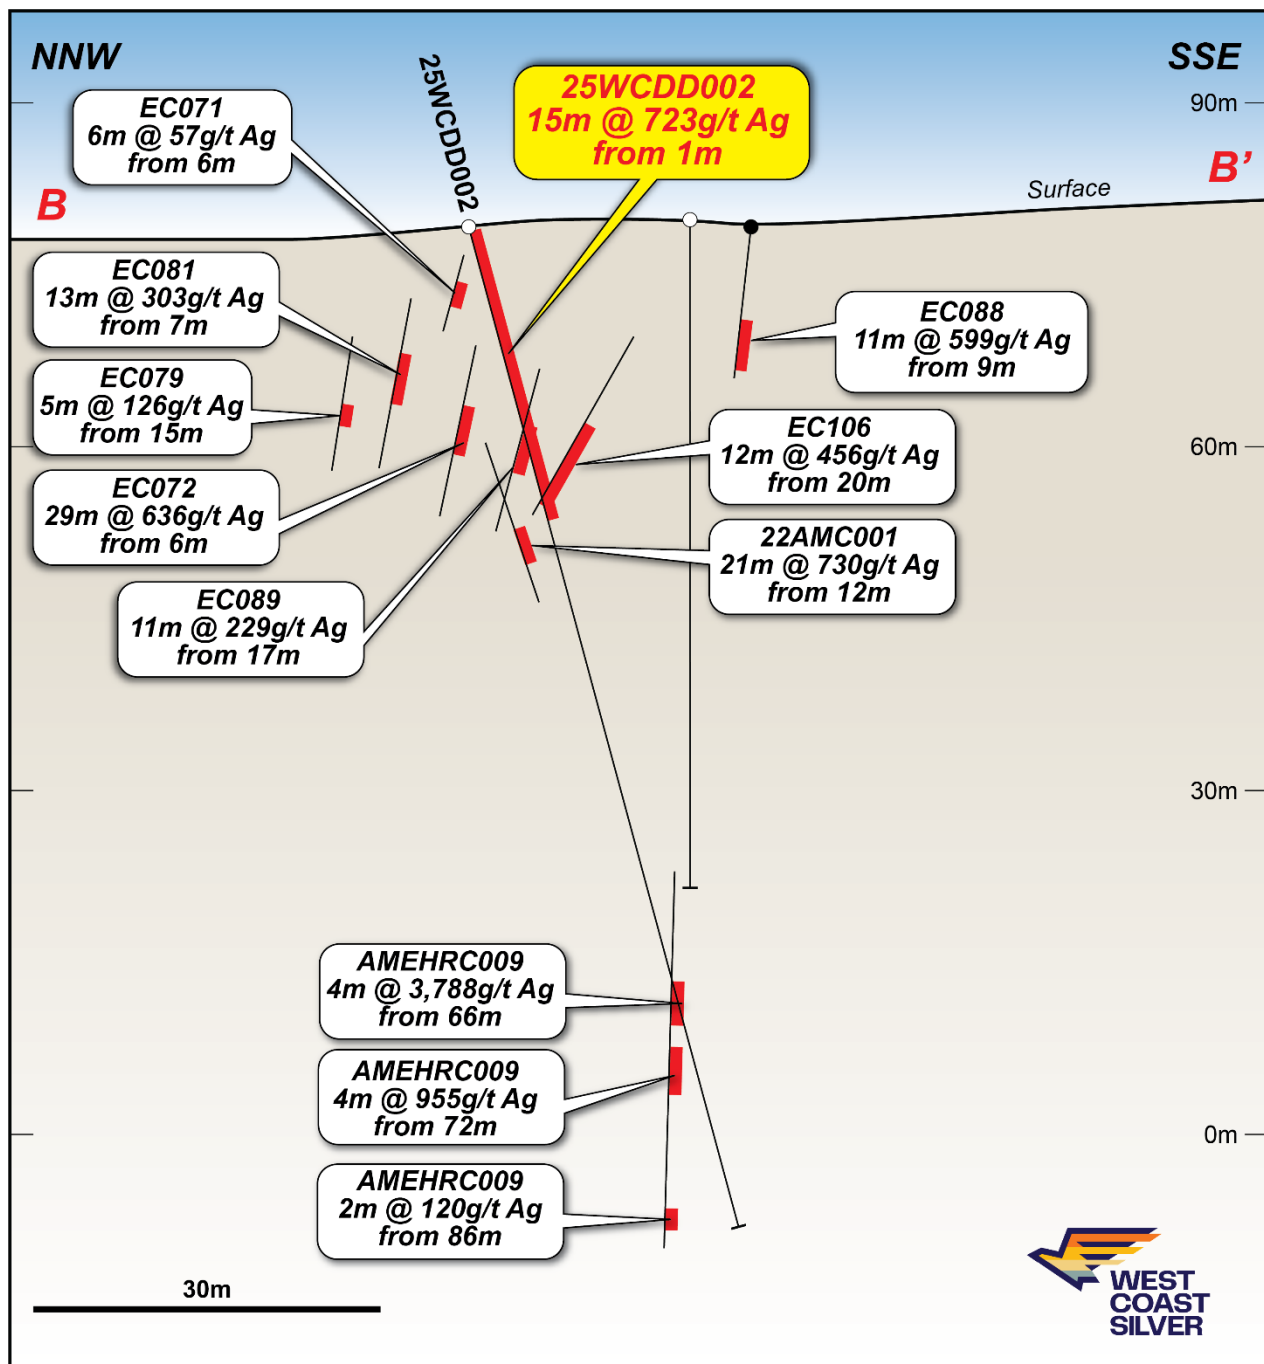 NNW
SSE
25WCDD002
25WCDD002
15m @ 723g/t Ag
from 1m
90m
EC071
6m @ 57g/t Ag
from 6m
B
B’
Surface
EC081
13m @ 303g/t Ag
from 7m
EC088
11m @ 599g/t Ag
from 9m
EC079
5m @ 126g/t Ag
from 15m
EC106
12m @ 456g/t Ag
from 20m
60m
EC072
29m @ 636g/t Ag
from 6m
22AMC001
21m @ 730g/t Ag
from 12m
EC089
11m @ 229g/t Ag
from 17m
30m
AMEHRC009
4m @ 3,788g/t Ag
from 66m
AMEHRC009
4m @ 955g/t Ag
from 72m
0m
AMEHRC009
2m @ 120g/t Ag
from 86m
30m
WEST
COAST
SILVER